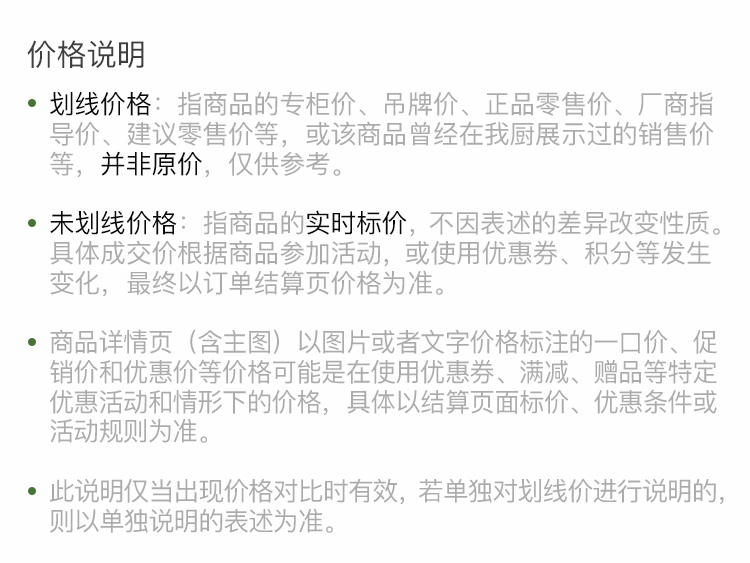 价格说明
• 划线价格：指商品的专柜价、吊牌价、正品零售价、厂商指
导价、建议零售价等，或该商品曾经在我厨展示过的销售价
等，并非原价，仅供参考。
• 未划线价格：指商品的实时标价，不因表述的差异改变性质。
具体成交价根据商品参加活动，或使用优惠券、积分等发生
变化，最终以订单结算页价格为准。
• 商品详情页（含主图）以图片或者文字价格标注的一口价、促
销价和优惠价等价格可能是在使用优惠券、满减、赠品等特定
优惠活动和情形下的价格，具体以结算页面标价、优惠条件或
活动规则为准。
• 此说明仅当出现价格对比时有效，若单独对划线价进行说明的，
则以单独说明的表述为准。